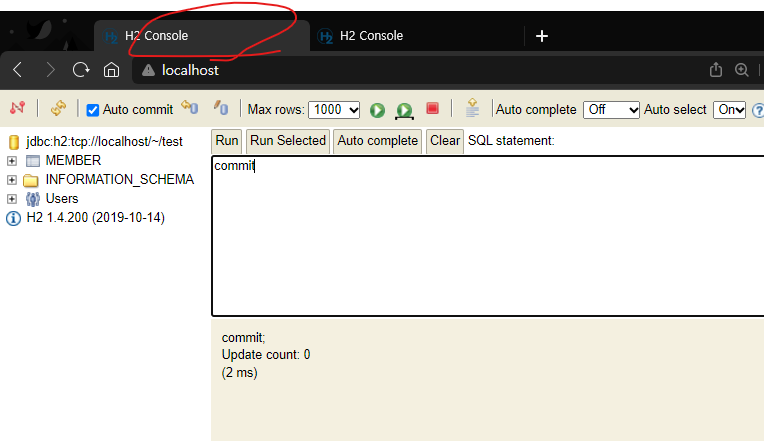 H2 Console H2 Console
localhost
Auto commit Max rows: 1000 Auto complete Off Auto select On
jdbc:h2:tcp://localhost/~/test
MEMBER
INFORMATION_SCHEMA
Users
H2 1.4.200 (2019-10-14)
Run Run Selected Auto complete Clear SQL statement:
commit
commit;
Update count: 0
(2 ms)